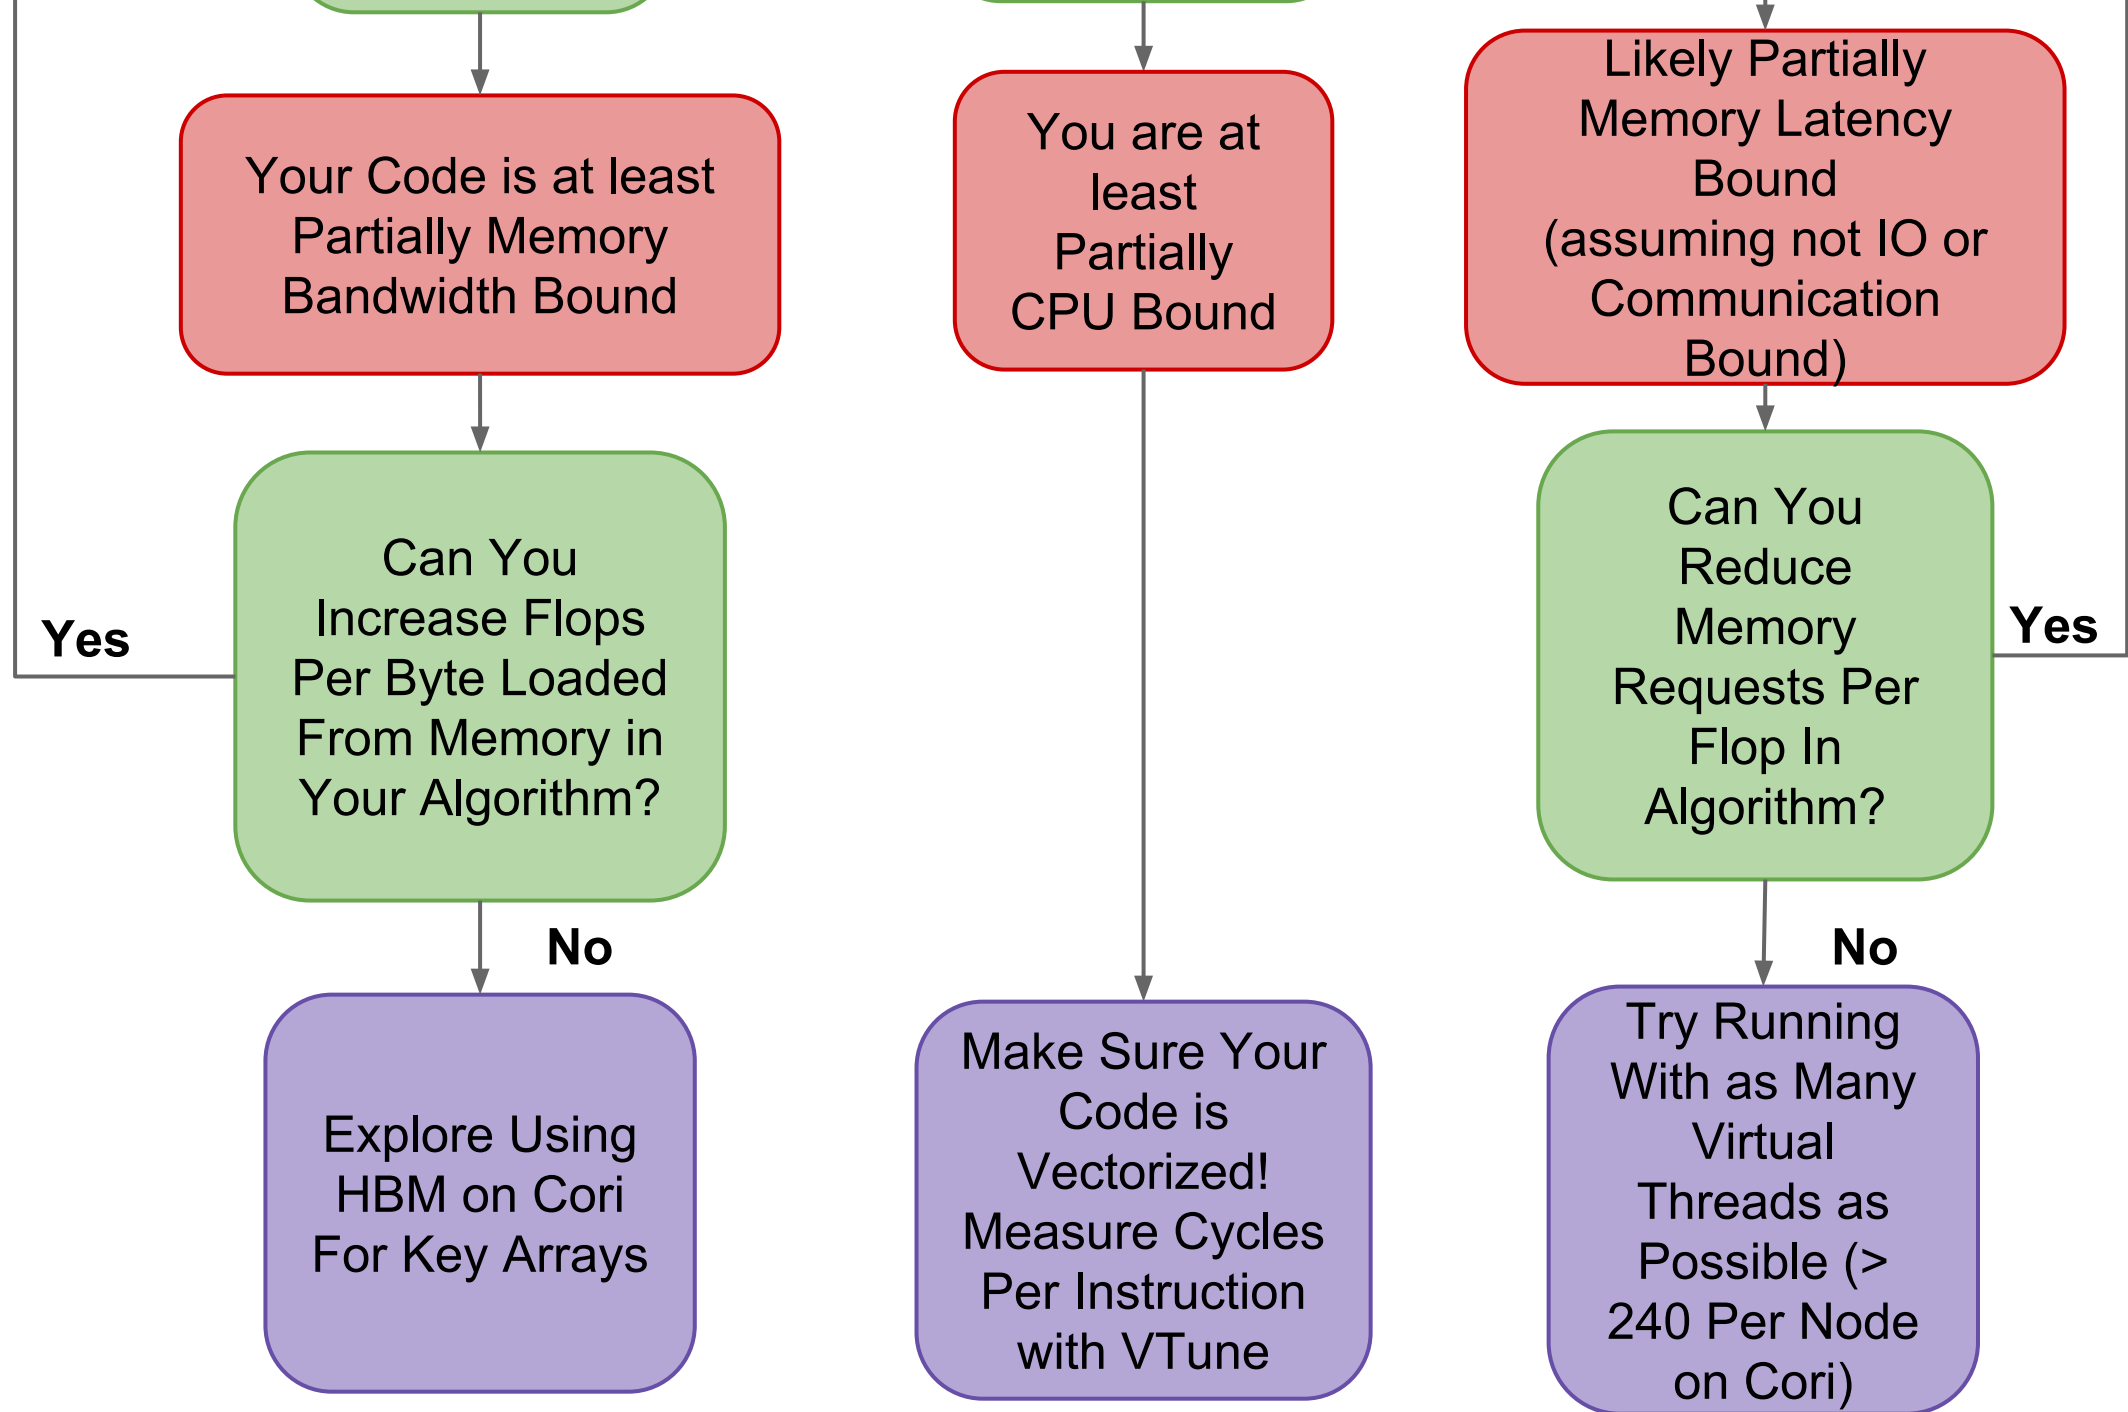 Your Code is at least
Partially Memory
Bandwidth Bound
You are at
least
Partially
CPU Bound
Likely Partially
Memory Latency
Bound
(assuming not IO or
Communication
Bound)
Can You
Increase Flops
Per Byte Loaded
From Memory in
Your Algorithm?
Yes
Can You
Reduce
Memory
Requests Per
Flop In
Algorithm?
Yes
No
No
Explore Using
HBM on Cori
For Key Arrays
Make Sure Your
Code is
Vectorized!
Measure Cycles
Per Instruction
with VTune
Try Running
With as Many
Virtual
Threads as
Possible (>
240 Per Node
on Cori)